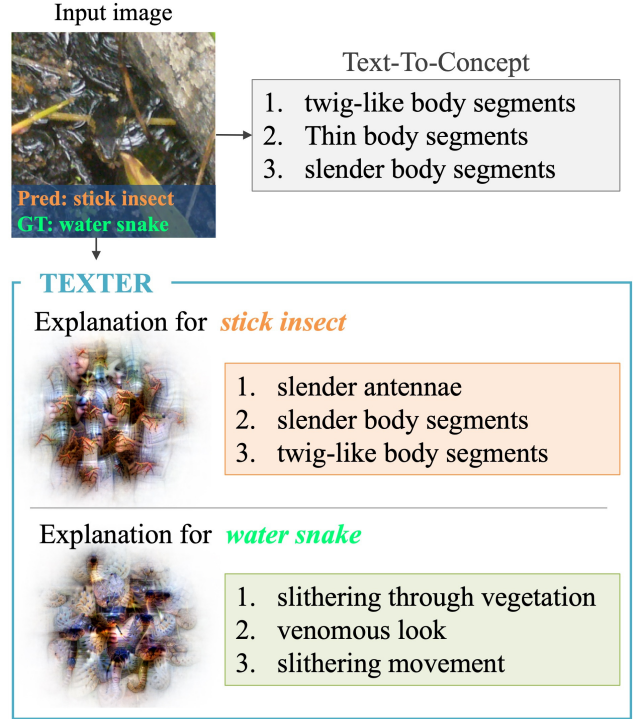 Input image
Pred: stick insect
GT: water snake
Text-To-Concept
1. twig-like body segments
2. Thin body segments
3. slender body segments
TEXTER
Explanation for stick insect
1. slender antennae
2. slender body segments
3. twig-like body segments
Explanation for water snake
1. slithering through vegetation
2. venomous look
3. slithering movement